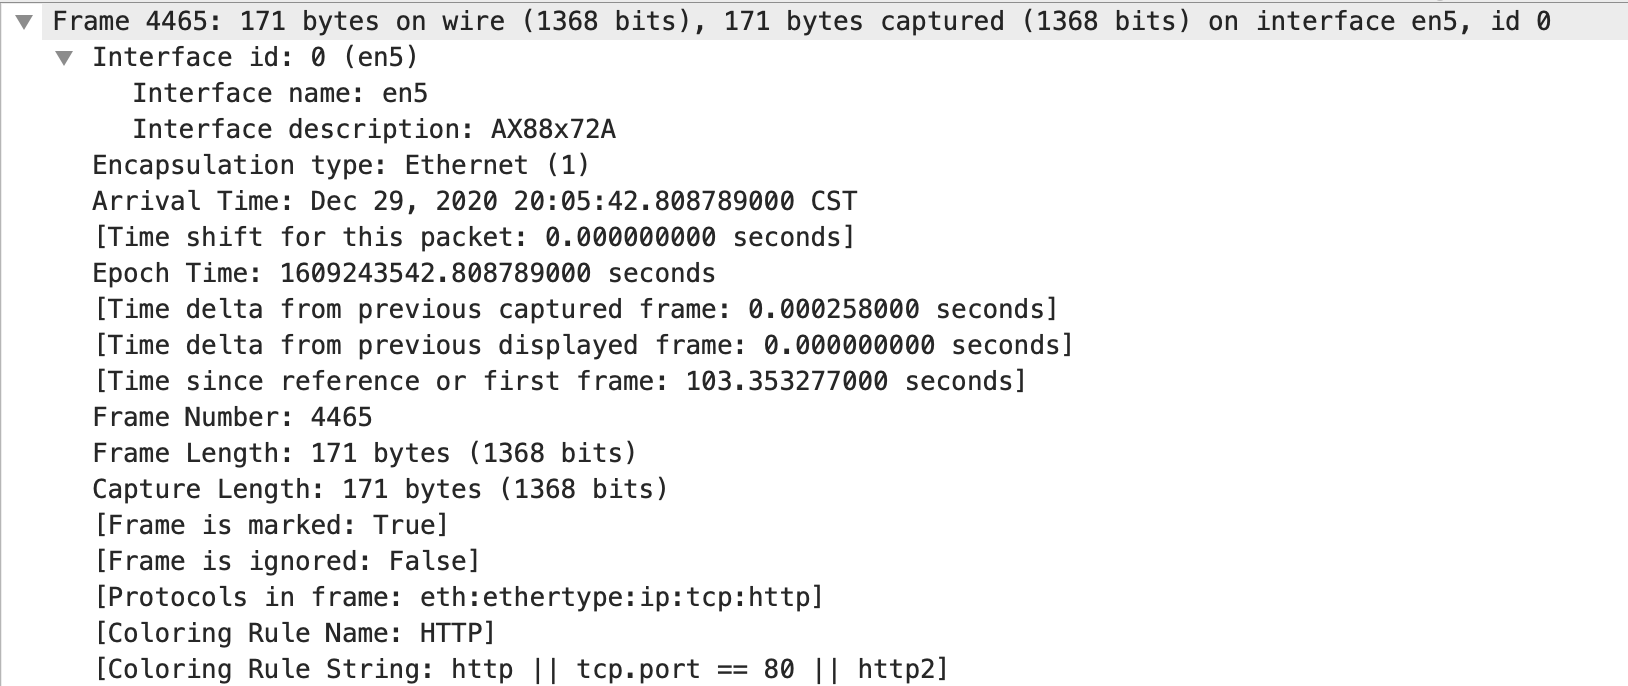 Frame 4465: 171 bytes on wire (1368 bits), 171 bytes captured (1368 bits) on interface en5, id 0
Interface id: 0 (en5)
Interface name: en5
Interface description: AX88x72A
Encapsulation type: Ethernet (1)
Arrival Time: Dec 29, 2020 20:05:42.808789000 CST
[Time shift for this packet: 0.000000000 seconds]
Epoch Time: 1609243542.808789000 seconds
[Time delta from previous captured frame: 0.000258000 seconds]
[Time delta from previous displayed frame: 0.000000000 seconds]
[Time since reference or first frame: 103.353277000 seconds]
Frame Number: 4465
Frame Length: 171 bytes (1368 bits)
Capture Length: 171 bytes (1368 bits)
[Frame is marked: True]
[Frame is ignored: False]
[Protocols in frame: eth:ethertype:ip:tcp:http]
[Coloring Rule Name: HTTP]
[Coloring Rule String: http || tcp.port == 80 || http2]